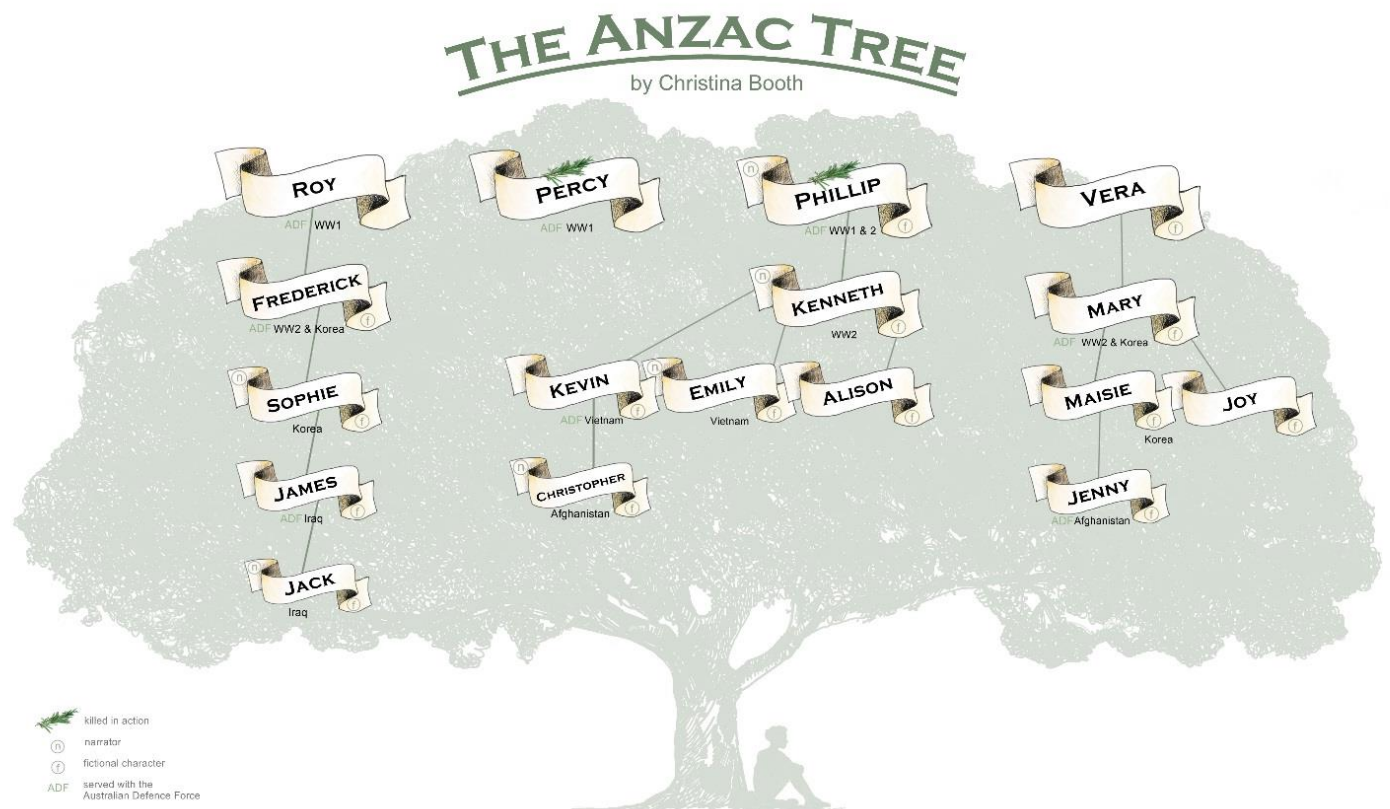 THE ANZAC TREE
by Christina Booth
ROY
ADF WW1
PERCY
ADF WW1
n
PHILLIP
f
ADF WW1 & 2
VERA
f
FREDERICK
f
ADF WW2 & Korea
n
KENNETH
f
WW2
MARY
f
ADF WW2 & Korea
n
SOPHIE
f
Korea
KEVIN
f
ADF Vietnam
n
EMILY
f
Vietnam
ALISON
f
MAISIE
f
Korea
JOY
f
JAMES
f
ADF Iraq
n
CHRISTOPHER
f
Afghanistan
JENNY
f
ADF Afghanistan
n
JACK
f
Iraq
killed in action
n narrator
f fictional character
ADF served with the
Australian Defence Force